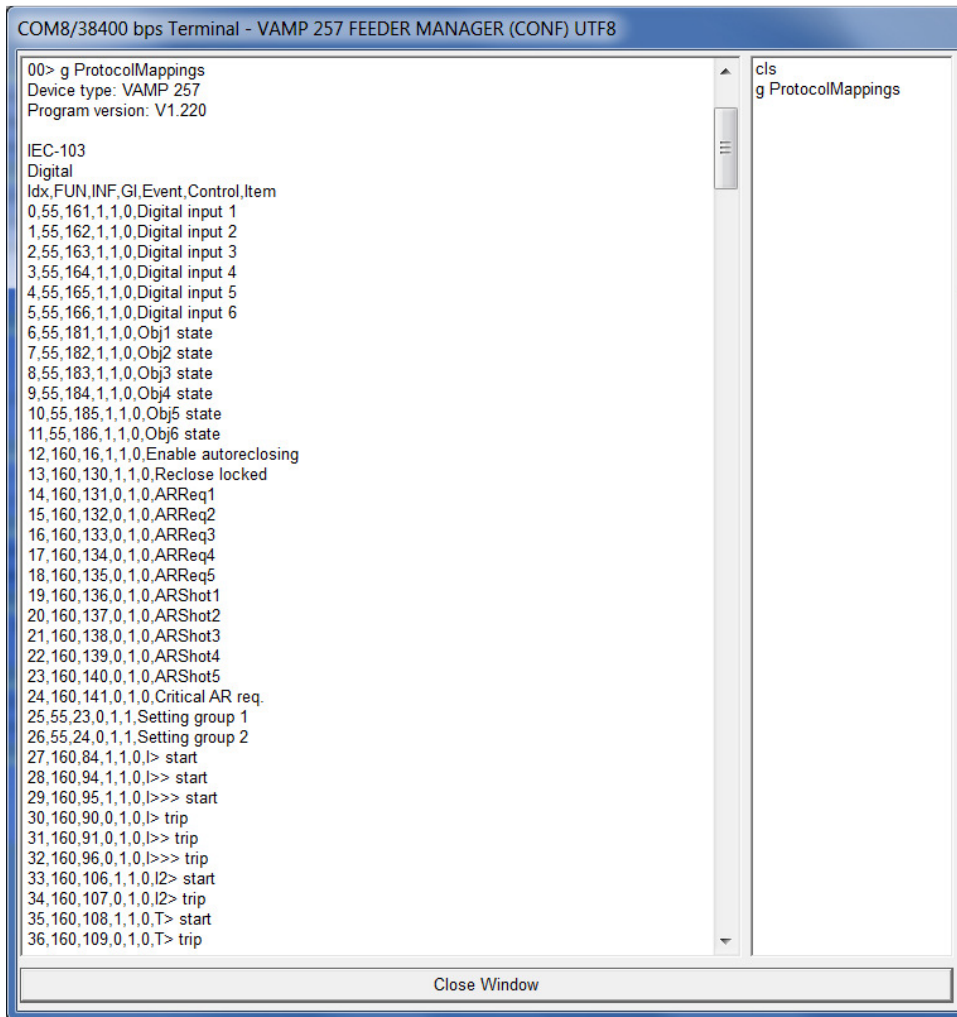 COM8/38400 bps Terminal - VAMP 257 FEEDER MANAGER (CONF) UTF8
00> g ProtocolMappings
Device type: VAMP 257
Program version: V1.220
IEC-103
Digital
Idx,FUN,INF,GI,Event,Control,Item
0,55,161,1,1,0,Digital input 1
1,55,162,1,1,0,Digital input 2
2,55,163,1,1,0,Digital input 3
3,55,164,1,1,0,Digital input 4
4,55,165,1,1,0,Digital input 5
5,55,166,1,1,0,Digital input 6
6,55,181,1,1,0,Obj1 state
7,55,182,1,1,0,Obj2 state
8,55,183,1,1,0,Obj3 state
9,55,184,1,1,0,Obj4 state
10,55,185,1,1,0,Obj5 state
11,55,186,1,1,0,Obj6 state
12,160,16,1,1,0,Enable autoreclosing
13,160,130,1,1,0,Reclose locked
14,160,131,0,1,0,ARReq1
15,160,132,0,1,0,ARReq2
16,160,133,0,1,0,ARReq3
17,160,134,0,1,0,ARReq4
18,160,135,0,1,0,ARReq5
19,160,136,0,1,0,ARShot1
20,160,137,0,1,0,ARShot2
21,160,138,0,1,0,ARShot3
22,160,139,0,1,0,ARShot4
23,160,140,0,1,0,ARShot5
24,160,141,0,1,0,Critical AR req.
25,55,23,0,1,1,Setting group 1
26,55,24,0,1,1,Setting group 2
27,160,84,1,1,0,I> start
28,160,94,1,1,0,I>> start
29,160,95,1,1,0,I>>> start
30,160,90,0,1,0,I> trip
31,160,91,0,1,0,I>> trip
32,160,96,0,1,0,I>>> trip
33,160,106,1,1,0,I2> start
34,160,107,0,1,0,I2> trip
35,160,108,1,1,0,T> start
36,160,109,0,1,0,T> trip
cls
g ProtocolMappings
Close Window